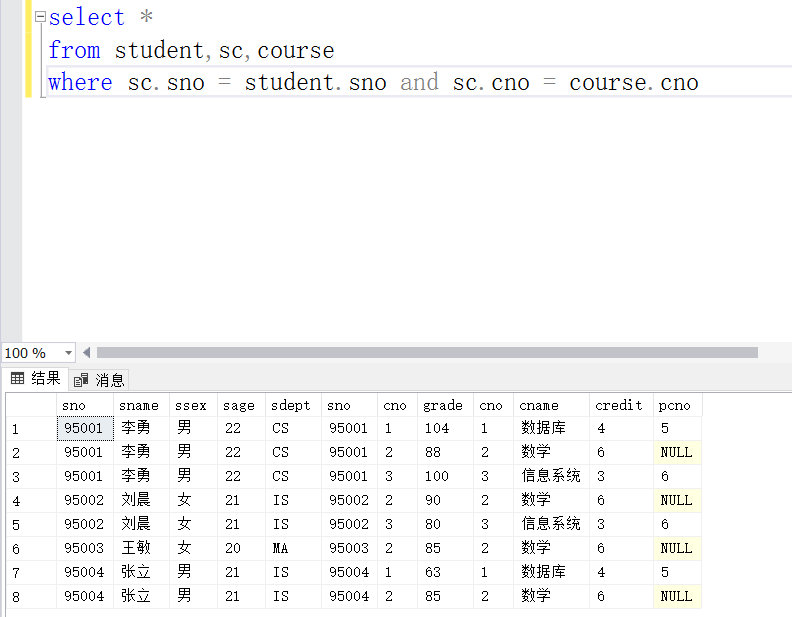 select *
from student,sc,course
where sc.sno = student.sno and sc.cno = course.cno
100 %
结果 消息
sno sname ssex sage sdept sno cno grade cno cname credit pcno
1 95001 李勇 男 22 CS 95001 1 104 1 数据库 4 5
2 95001 李勇 男 22 CS 95001 2 88 2 数学 6 NULL
3 95001 李勇 男 22 CS 95001 3 100 3 信息系统 3 6
4 95002 刘晨 女 21 IS 95002 2 90 2 数学 6 NULL
5 95002 刘晨 女 21 IS 95002 3 80 3 信息系统 3 6
6 95003 王敏 女 20 MA 95003 2 85 2 数学 6 NULL
7 95004 张立 男 21 IS 95004 1 63 1 数据库 4 5
8 95004 张立 男 21 IS 95004 2 85 2 数学 6 NULL